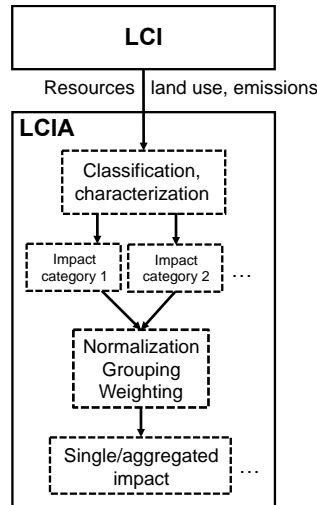 LCI
Resources land use, emissions
LCIA
Classification,
characterization
Impact
category 1
Impact
category 2
...
Normalization
Grouping
Weighting
Single/aggregated
impact
...